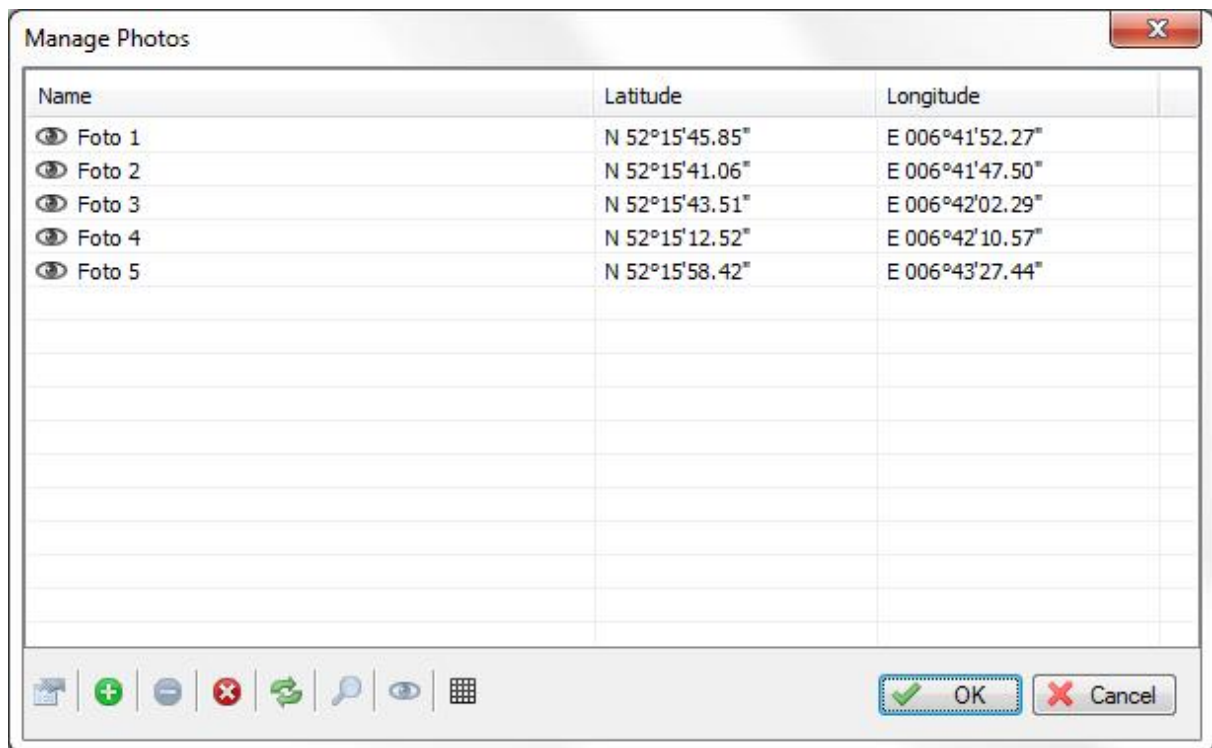 Manage Photos
Name Latitude Longitude
Foto 1 N 52°15'45.85" E 006°41'52.27"
Foto 2 N 52°15'41.06" E 006°41'47.50"
Foto 3 N 52°15'43.51" E 006°42'02.29"
Foto 4 N 52°15'12.52" E 006°42'10.57"
Foto 5 N 52°15'58.42" E 006°43'27.44"
OK Cancel